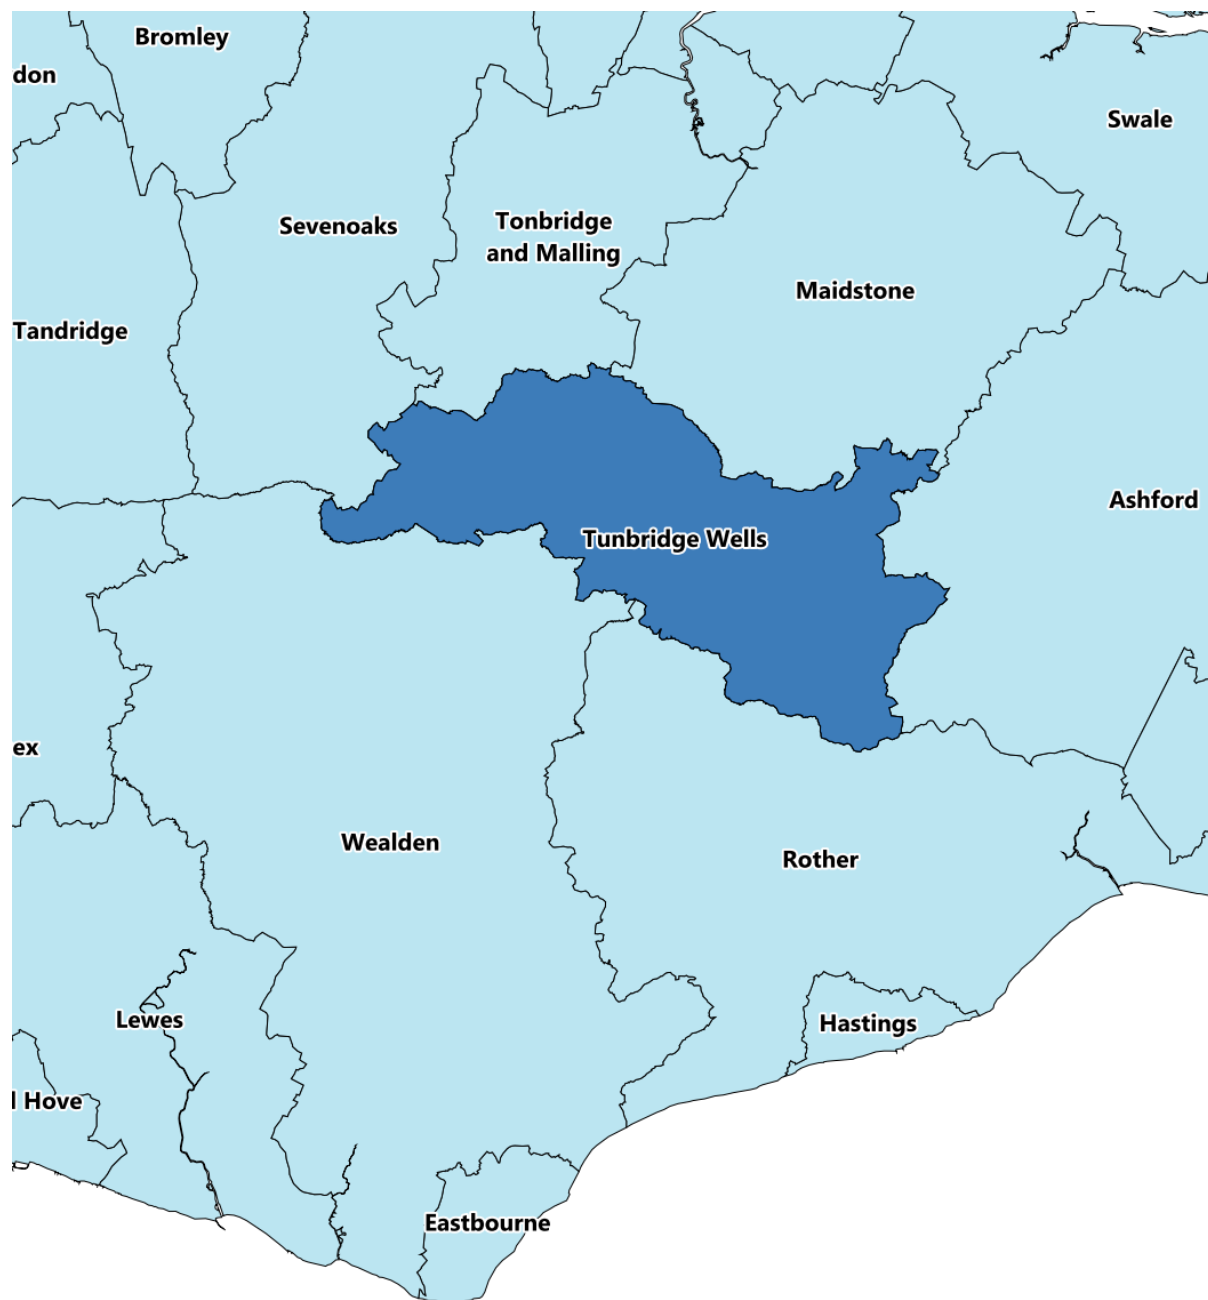 Bromley
don
Swale
Sevenoaks
Tonbridge
and Malling
Maidstone
Tandridge
Ashford
Tunbridge Wells
ex
Wealden
Rother
Lewes
Hastings
l Hove
Eastbourne